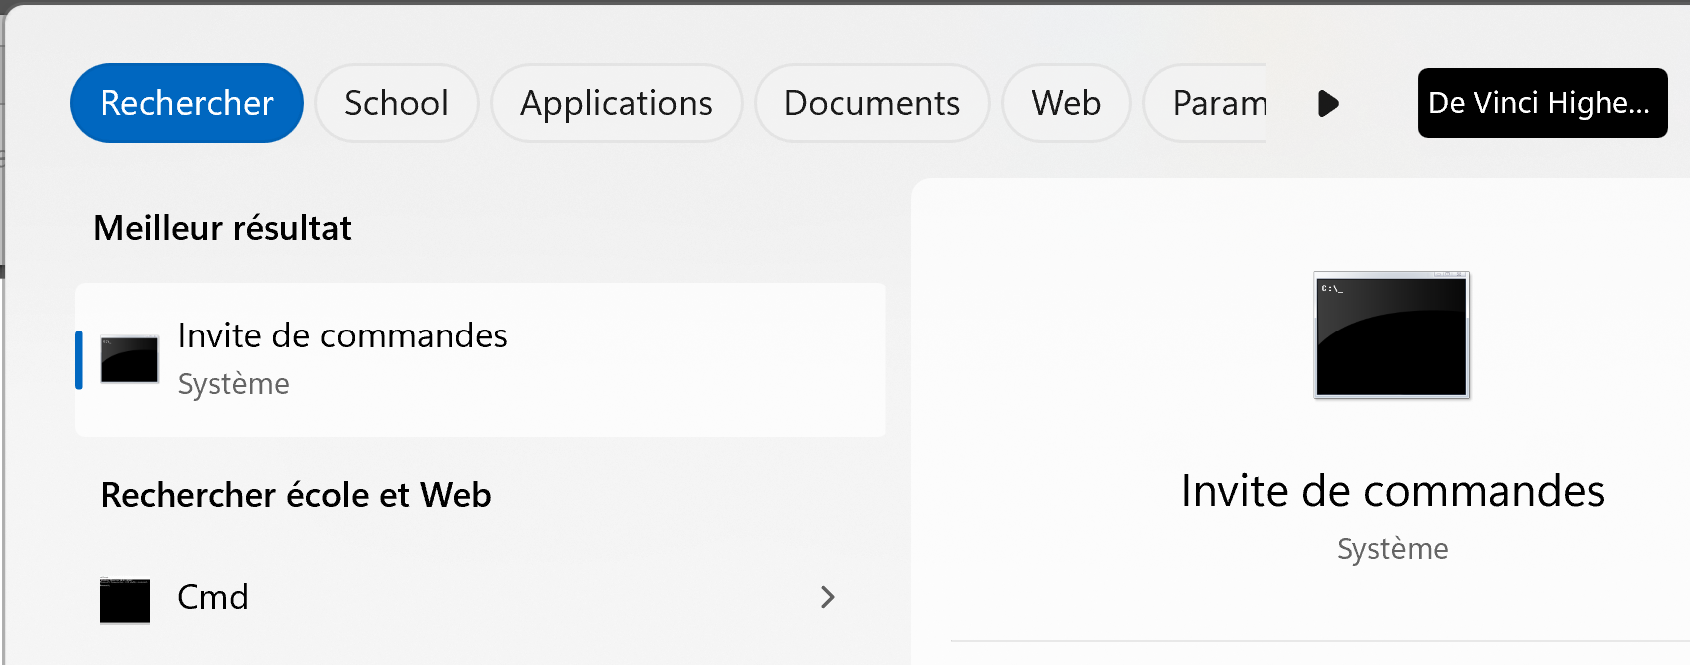 Rechercher School Applications Documents Web Param De Vinci Highe...
Meilleur résultat
Invite de commandes
Système
Rechercher école et Web
Cmd
C:\_
Invite de commandes
Système